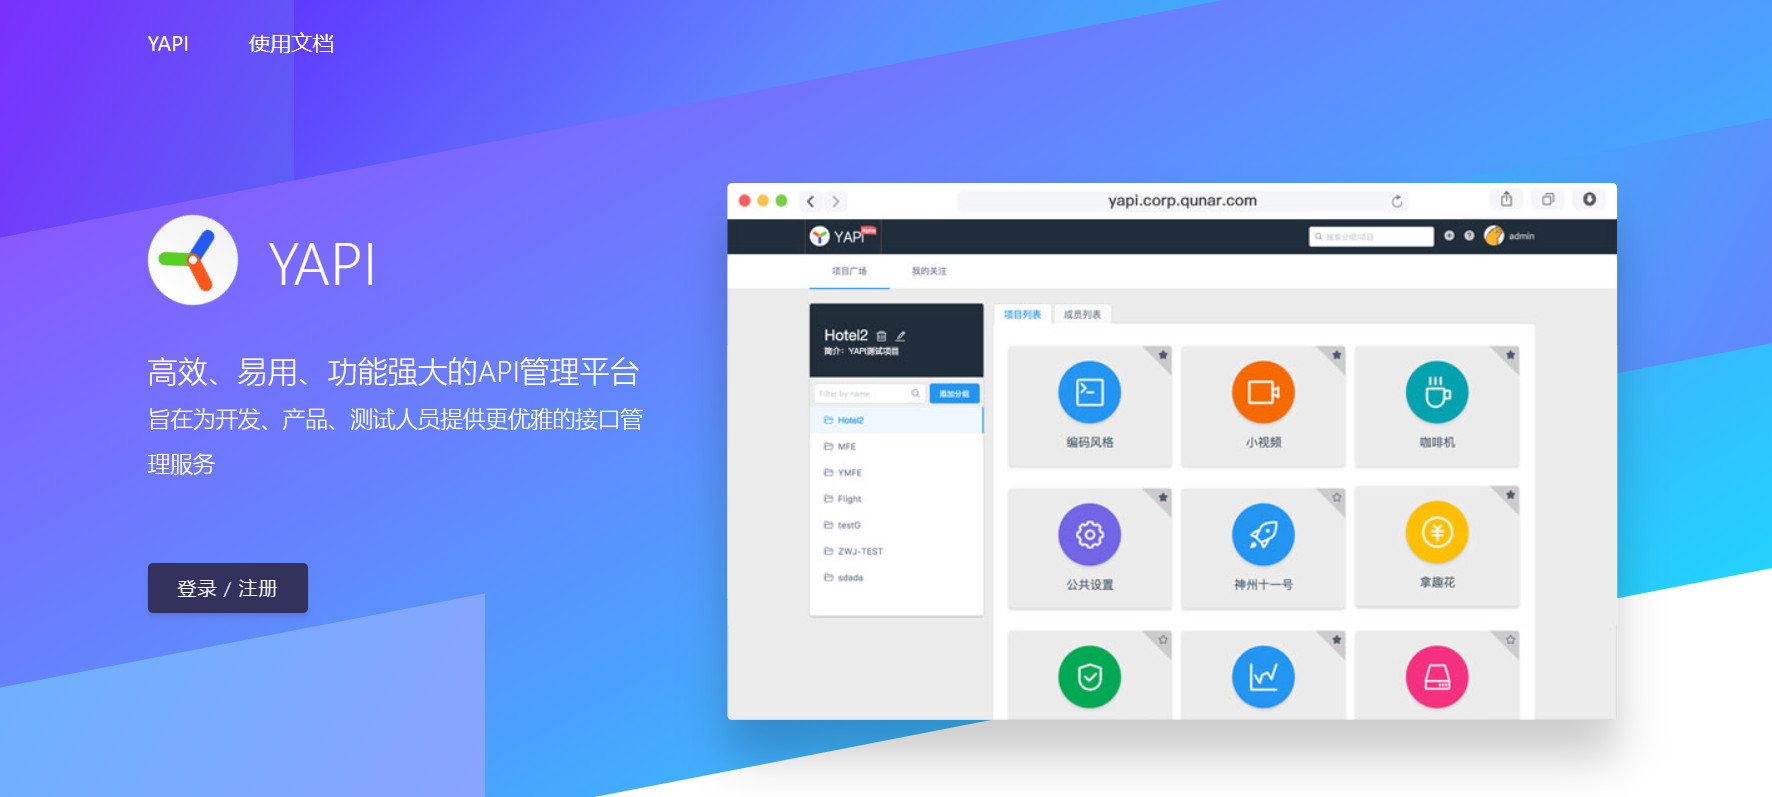 YAPI
使用文档
YAPI
高效、易用、功能强大的API管理平台
旨在为开发、产品、测试人员提供更优雅的接口管
理服务
登录 / 注册
yapi.corp.qunar.com
YAPI
搜索分组/项目
admin
项目广场
我的关注
Hotel2
简介：YAPI测试项目
Filter by name
添加分组
Hotel2
MFE
YMFE
Flight
testG
ZWJ-TEST
sdada
项目列表
成员列表
编码风格
小视频
咖啡机
公共设置
神州十一号
拿趣花